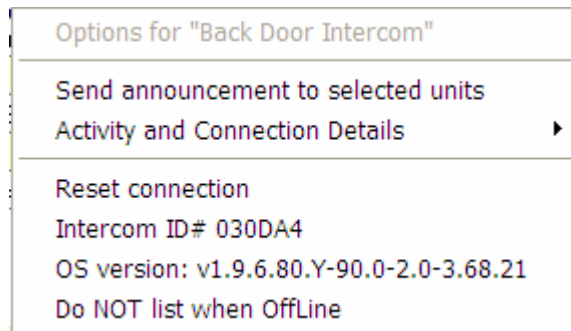 Options for "Back Door Intercom"
Send announcement to selected units
Activity and Connection Details
Reset connection
Intercom ID# 030DA4
OS version: v1.9.6.80.Y-90.0-2.0-3.68.21
Do NOT list when OffLine